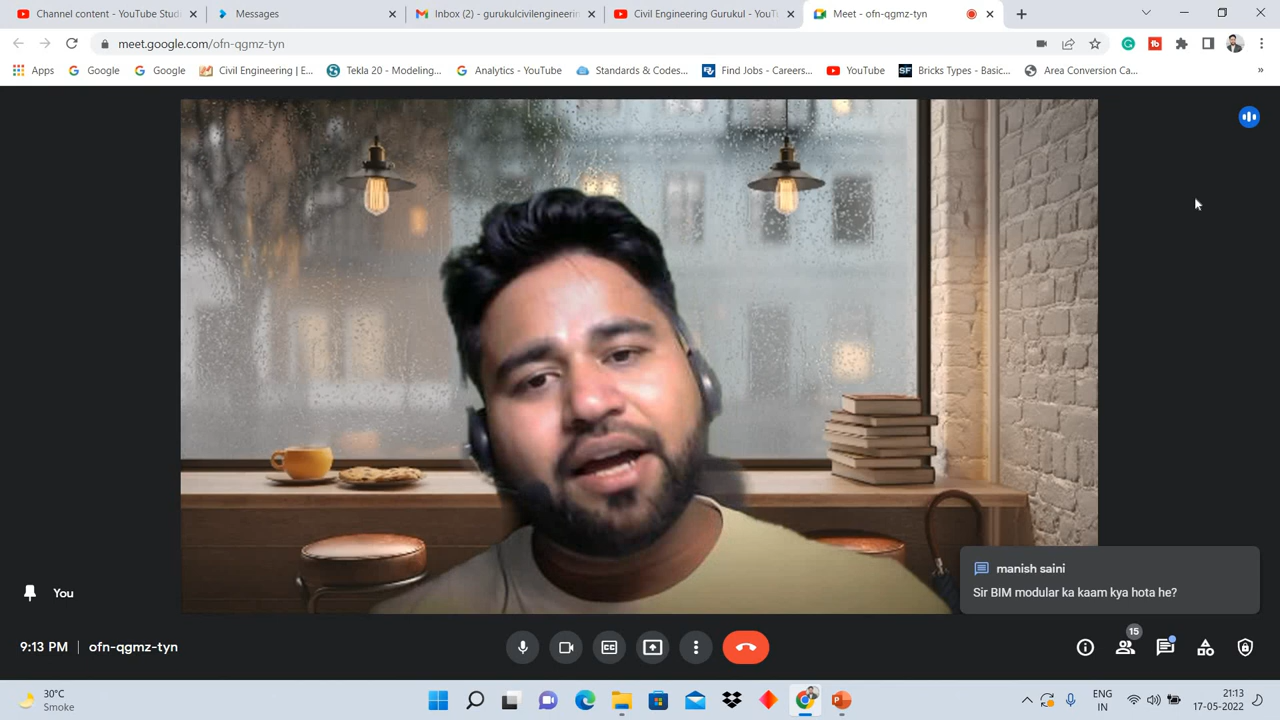 Channel content - YouTube Stud
Messages
Inbox (2) - gurukulcivilengineerin
Civil Engineering Gurukul - YouTu
Meet - ofn-qgmz-tyn
meet.google.com/ofn-qgmz-tyn
Apps
Google
Google
Civil Engineering | E...
Tekla 20 - Modeling...
Analytics - YouTube
Standards & Codes...
Find Jobs - Careers...
YouTube
SF
Bricks Types - Basic...
Area Conversion Ca...
manish saini
Sir BIM modular ka kaam kya hota he?
You
9:13 PM | ofn-qgmz-tyn
CC
15
30°C
Smoke
ENG
IN
21:13
17-05-2022